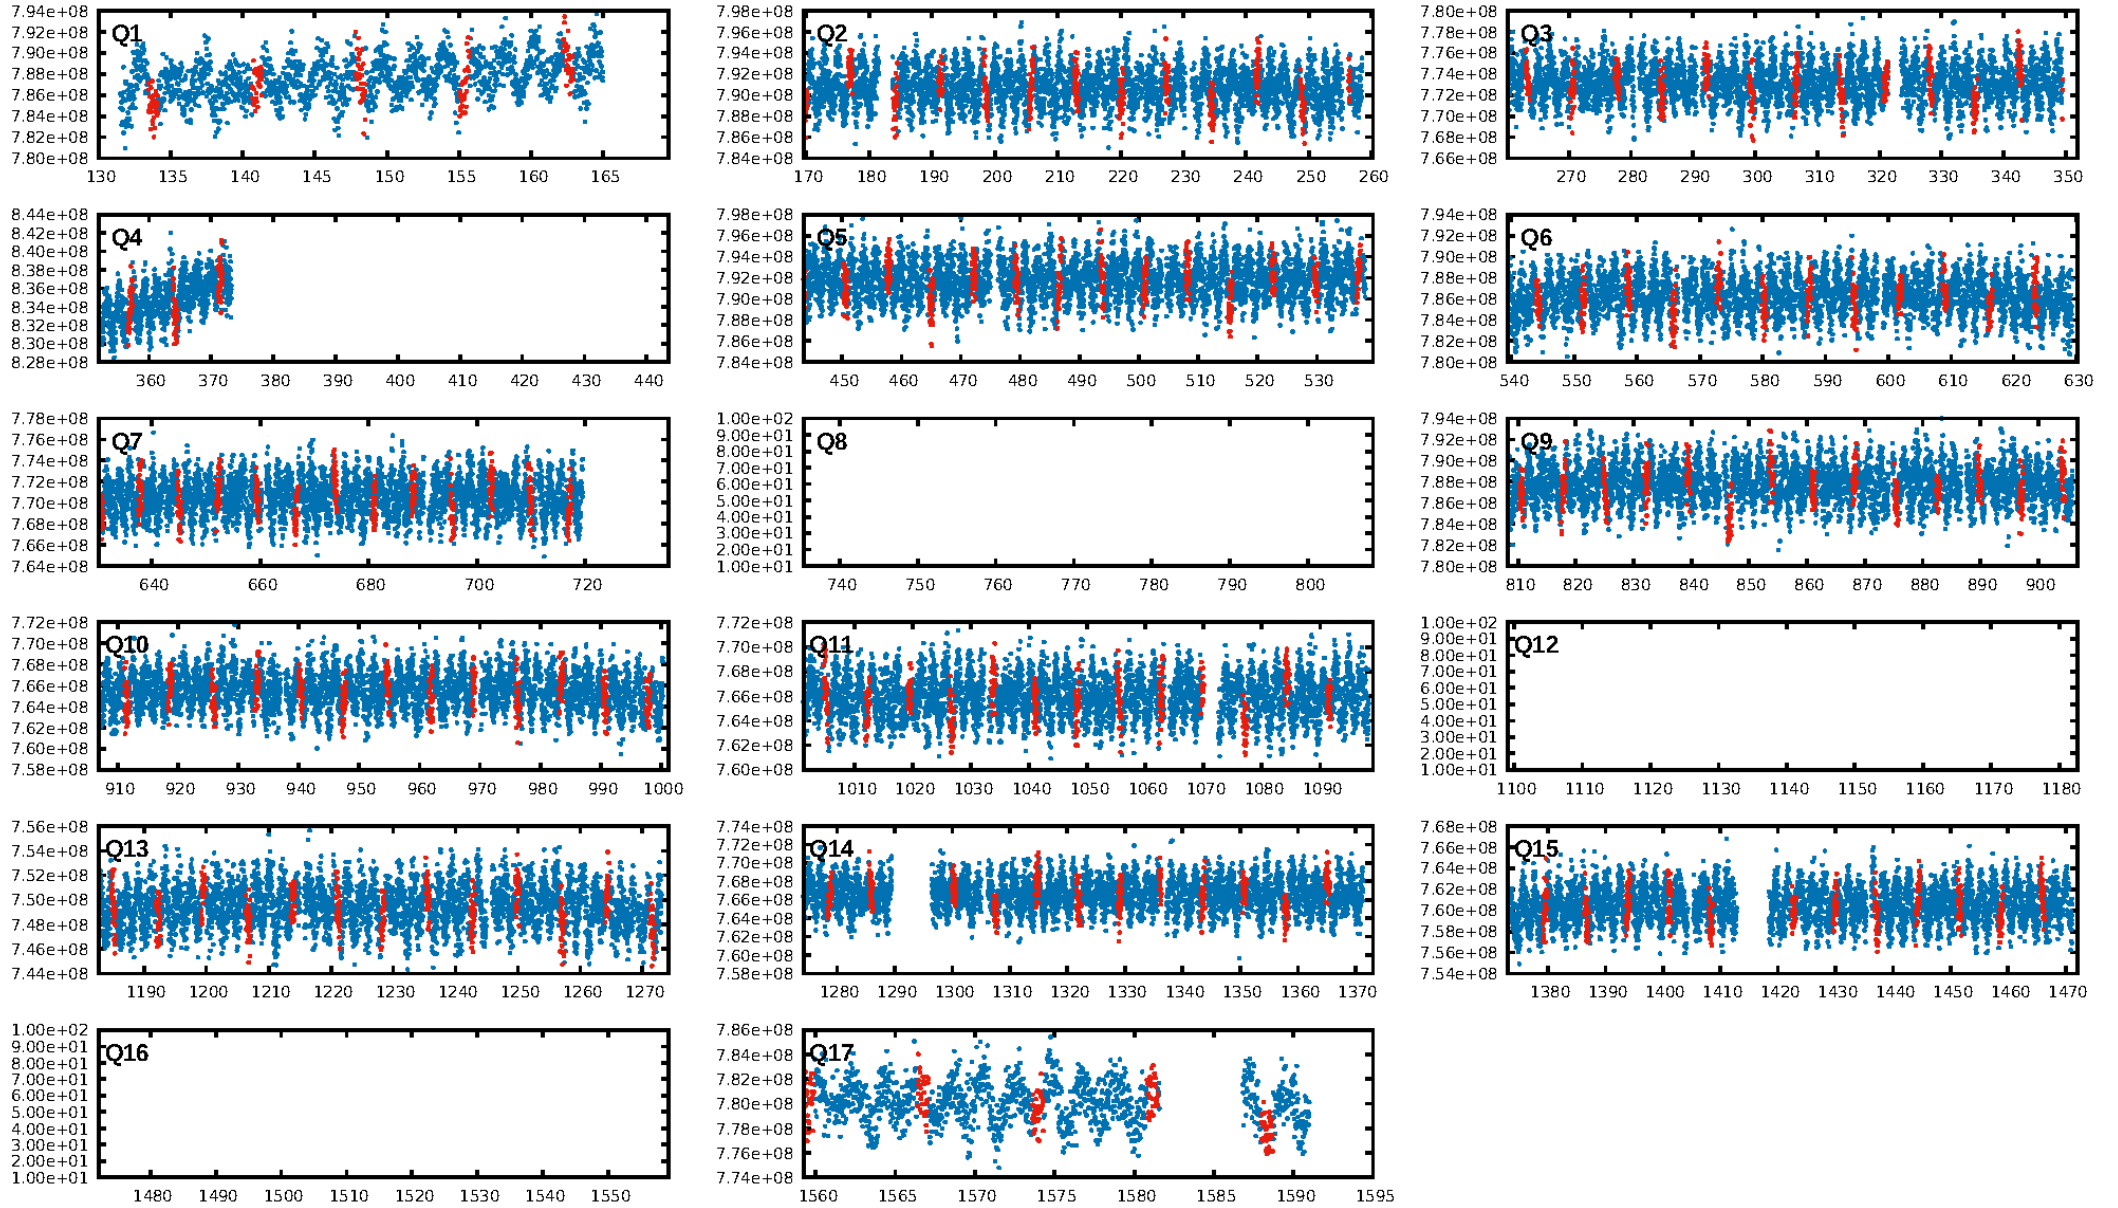 Q1
7.94e+08
7.92e+08
7.90e+08
7.88e+08
7.86e+08
7.84e+08
7.82e+08
7.80e+08
130 135 140 145 150 155 160 165
Q2
7.98e+08
7.96e+08
7.94e+08
7.92e+08
7.90e+08
7.88e+08
7.86e+08
7.84e+08
170 180 190 200 210 220 230 240 250 260
Q3
7.80e+08
7.78e+08
7.76e+08
7.74e+08
7.72e+08
7.70e+08
7.68e+08
7.66e+08
270 280 290 300 310 320 330 340 350
Q4
8.44e+08
8.42e+08
8.40e+08
8.38e+08
8.36e+08
8.34e+08
8.32e+08
8.30e+08
8.28e+08
360 370 380 390 400 410 420 430 440
Q5
7.98e+08
7.96e+08
7.94e+08
7.92e+08
7.90e+08
7.88e+08
7.86e+08
7.84e+08
450 460 470 480 490 500 510 520 530
Q6
7.94e+08
7.92e+08
7.90e+08
7.88e+08
7.86e+08
7.84e+08
7.82e+08
7.80e+08
540 550 560 570 580 590 600 610 620 630
Q7
7.78e+08
7.76e+08
7.74e+08
7.72e+08
7.70e+08
7.68e+08
7.66e+08
7.64e+08
640 660 680 700 720
Q8
1.00e+02
9.00e+01
8.00e+01
7.00e+01
6.00e+01
5.00e+01
4.00e+01
3.00e+01
2.00e+01
1.00e+01
740 750 760 770 780 790 800
Q9
7.94e+08
7.92e+08
7.90e+08
7.88e+08
7.86e+08
7.84e+08
7.82e+08
7.80e+08
810 820 830 840 850 860 870 880 890 900
Q10
7.72e+08
7.70e+08
7.68e+08
7.66e+08
7.64e+08
7.62e+08
7.60e+08
7.58e+08
910 920 930 940 950 960 970 980 990 1000
Q11
7.72e+08
7.70e+08
7.68e+08
7.66e+08
7.64e+08
7.62e+08
7.60e+08
1010 1020 1030 1040 1050 1060 1070 1080 1090
Q12
1.00e+02
9.00e+01
8.00e+01
7.00e+01
6.00e+01
5.00e+01
4.00e+01
3.00e+01
2.00e+01
1.00e+01
1100 1110 1120 1130 1140 1150 1160 1170 1180
Q13
7.56e+08
7.54e+08
7.52e+08
7.50e+08
7.48e+08
7.46e+08
7.44e+08
1190 1200 1210 1220 1230 1240 1250 1260 1270
Q14
7.74e+08
7.72e+08
7.70e+08
7.68e+08
7.66e+08
7.64e+08
7.62e+08
7.60e+08
7.58e+08
1280 1290 1300 1310 1320 1330 1340 1350 1360 1370
Q15
7.68e+08
7.66e+08
7.64e+08
7.62e+08
7.60e+08
7.58e+08
7.56e+08
7.54e+08
1380 1390 1400 1410 1420 1430 1440 1450 1460 1470
Q16
1.00e+02
9.00e+01
8.00e+01
7.00e+01
6.00e+01
5.00e+01
4.00e+01
3.00e+01
2.00e+01
1.00e+01
1480 1490 1500 1510 1520 1530 1540 1550
Q17
7.86e+08
7.84e+08
7.82e+08
7.80e+08
7.78e+08
7.76e+08
7.74e+08
1560 1565 1570 1575 1580 1585 1590 1595